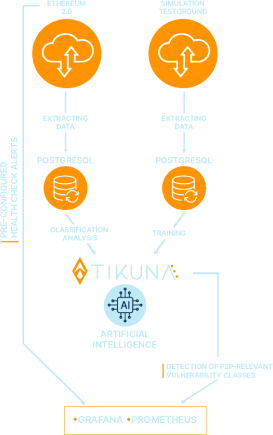 ETHEREUM
2.0
SIMULATION
TESTGROUND
EXTRACTING
DATA
EXTRACTING
DATA
POSTGRESQL
POSTGRESQL
PRE-CONFIGURED
HEALTH CHECK ALERTS
CLASSIFICATION
ANALYSIS
TRAINING
TIKUNA
AI
ARTIFICIAL
INTELLIGENCE
DETECTION OF P2P-RELEVANT
VULNERABILITY CLASSES
GRAFANA PROMETHEUS